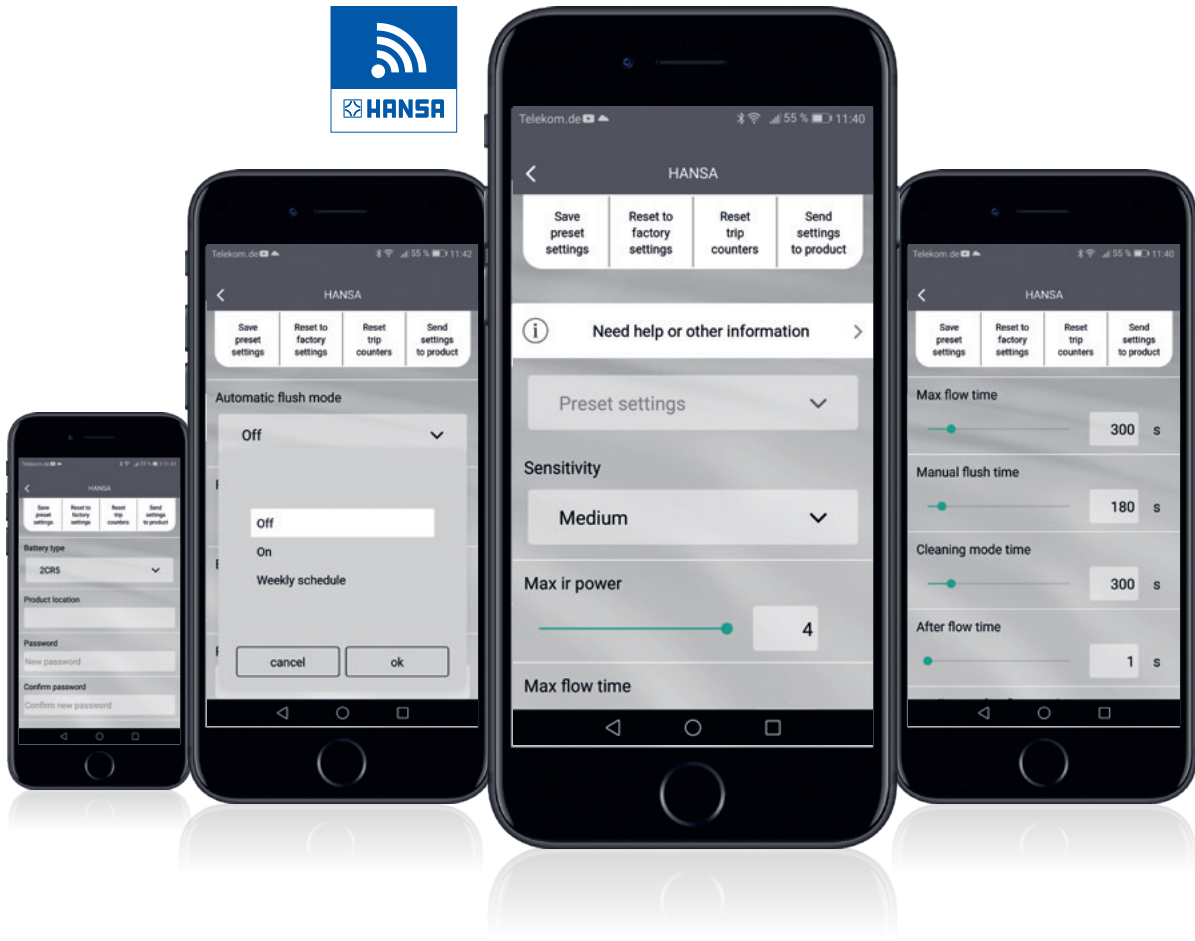 HANSA
Telekom.de 55 % 11:40
HANSA
Save preset settings
Reset to factory settings
Reset trip counters
Send settings to product
Need help or other information
Preset settings
Sensitivity
Medium
Max ir power
4
Max flow time
Telekom.de 55 % 11:42
HANSA
Save preset settings
Reset to factory settings
Reset trip counters
Send settings to product
Automatic flush mode
Off
Off
On
Weekly schedule
cancel
ok
HANSA
Save preset settings
Reset to factory settings
Reset trip counters
Send settings to product
Battery type
2CR5
Product location
Password
New password
Confirm password
Confirm new password
Telekom.de 55 % 11:40
HANSA
Save preset settings
Reset to factory settings
Reset trip counters
Send settings to product
Max flow time
300 s
Manual flush time
180 s
Cleaning mode time
300 s
After flow time
1 s